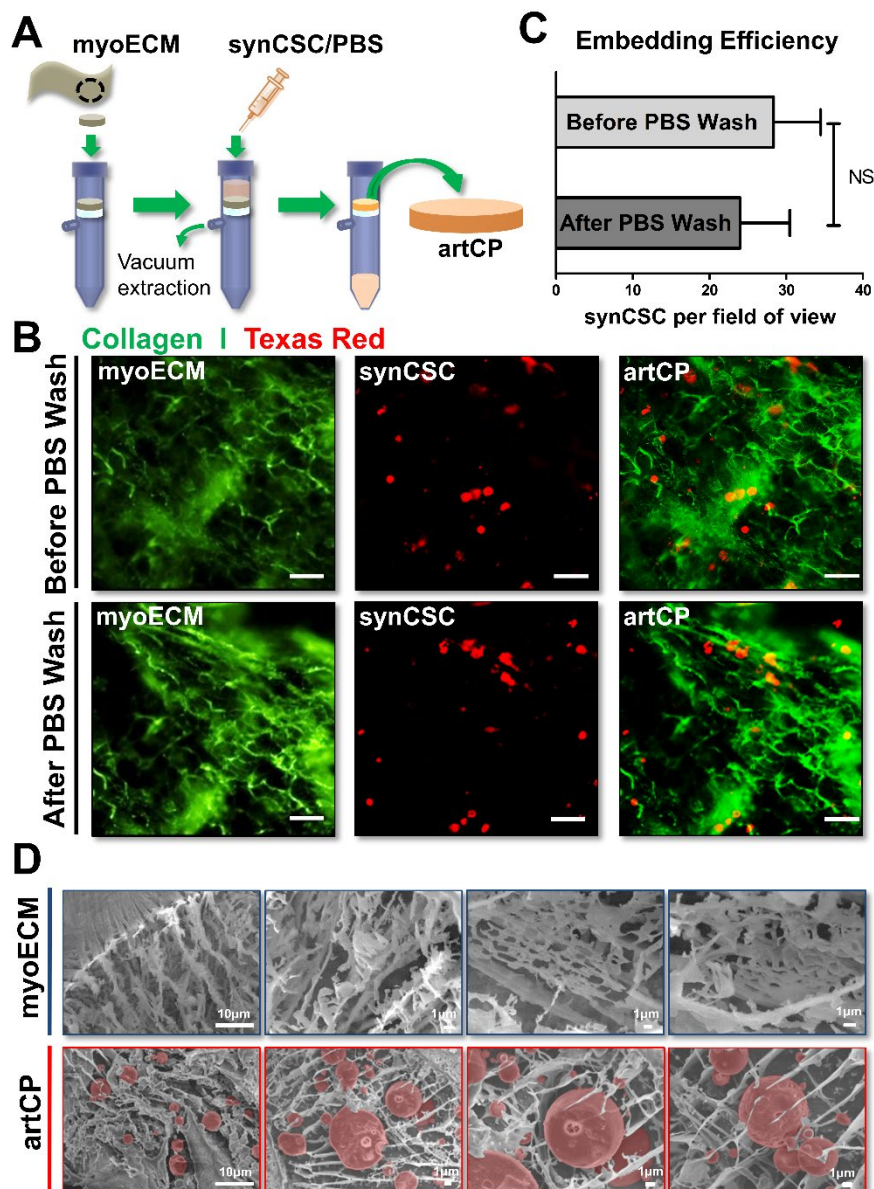 A
myoECM
synCSC/PBS
Vacuum
extraction
artCP
C
Embedding Efficiency
Before PBS Wash
After PBS Wash
NS
0 10 20 30 40
synCSC per field of view
B
Collagen I Texas Red
Before PBS Wash
myoECM
synCSC
artCP
After PBS Wash
myoECM
synCSC
artCP
D
myoECM
10μm
1μm
1μm
1μm
artCP
10μm
1μm
1μm
1μm